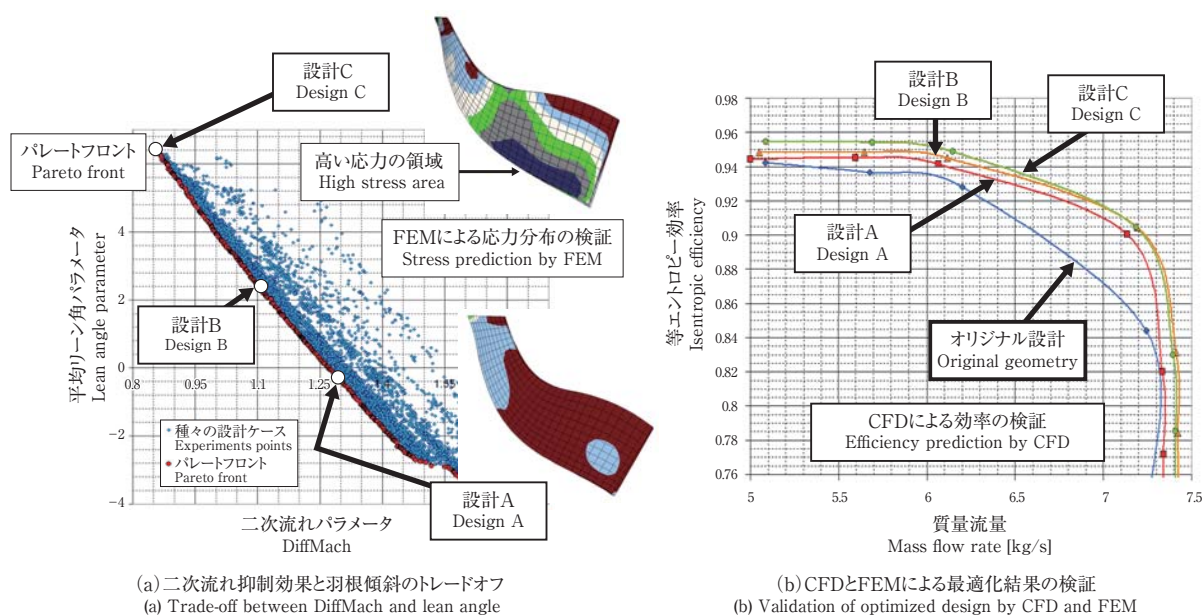 設計C
Design C
パレートフロント
Pareto front
高い応力の領域
High stress area
FEMによる応力分布の検証
Stress prediction by FEM
設計B
Design B
平均リーン角パラメータ
Lean angle parameter
4
2
0
−2
−4
0.8
0.95
1.1
1.25
種々の設計ケース
Experiments points
パレートフロント
Pareto front
設計A
Design A
二次流れパラメータ
DiffMach
(a)二次流れ抑制効果と羽根傾斜のトレードオフ
(a) Trade-off between DiffMach and lean angle
設計B
Design B
設計C
Design C
設計A
Design A
オリジナル設計
Original geometry
CFDによる効率の検証
Efficiency prediction by CFD
等エントロピー効率
Isentropic efficiency
0.98
0.96
0.94
0.92
0.9
0.88
0.86
0.84
0.82
0.8
0.78
0.76
5
5.5
6
6.5
7
7.5
質量流量
Mass flow rate [kg/s]
(b)CFDとFEMによる最適化結果の検証
(b) Validation of optimized design by CFD and FEM